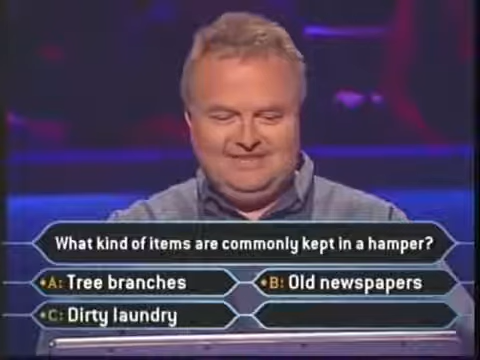 What kind of items are commonly kept in a hamper?
A: Tree branches
B: Old newspapers
C: Dirty laundry